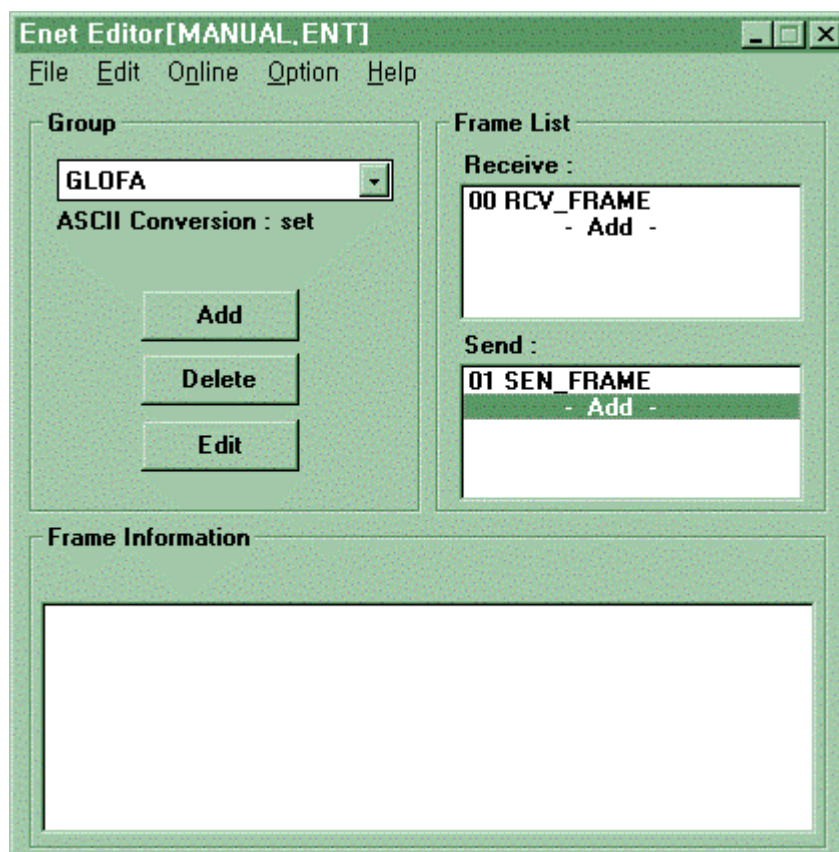 Enet Editor[MANUAL.ENT]
File Edit Online Option Help
Group
GLOFA
ASCII Conversion : set
Add
Delete
Edit
Frame List
Receive :
00 RCV_FRAME
- Add -
Send :
01 SEN_FRAME
- Add -
Frame Information